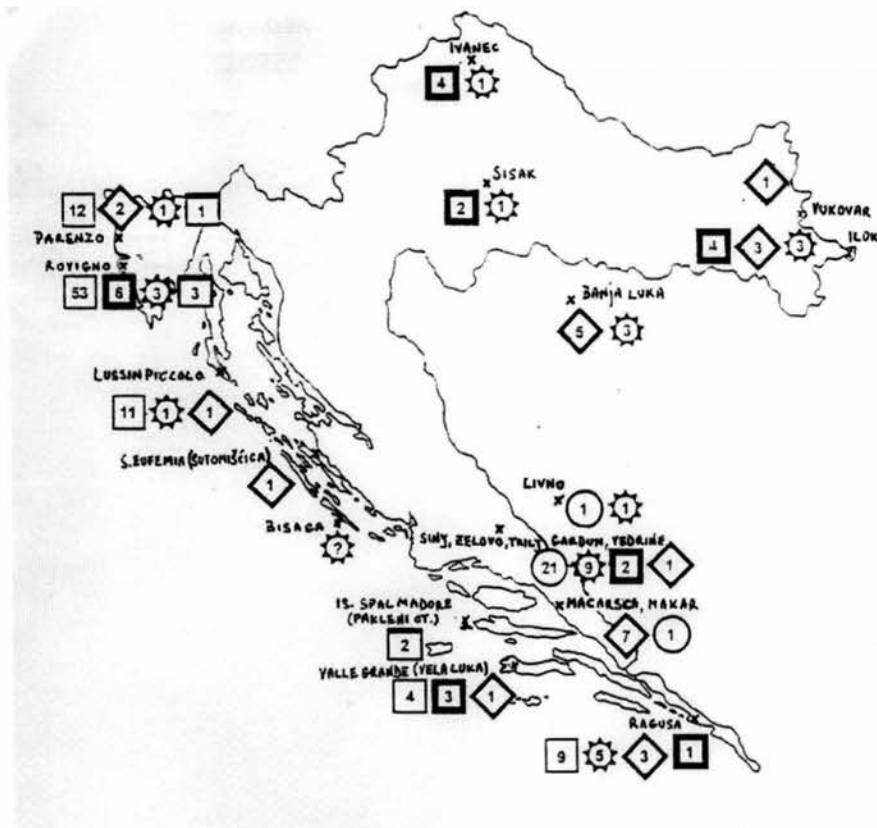 IVANEC
4 1
SISAK
2 1
1
VUKOVAR
ILOK
4 3 3
12 2 1 1
PARENZO
ROVIGNO
53 6 3 3
BANJA LUKA
5 3
LUSSINPICCOLO
11 1 1
S. EUFEMIA (SUTOMIŠĆICA)
1
BISAGA
?
LIVNO
1 1
SINJ, ZELOVO, TRILJ GARDUN, VEDRINE
21 9 2 1
MACARSCA, MAKAR
7 1
IS. SPALMADORE
(PAKLENI OT.)
2
VALLE GRANDE (VELA LUKA)
4 3 1
RAGUSA
9 5 3 1